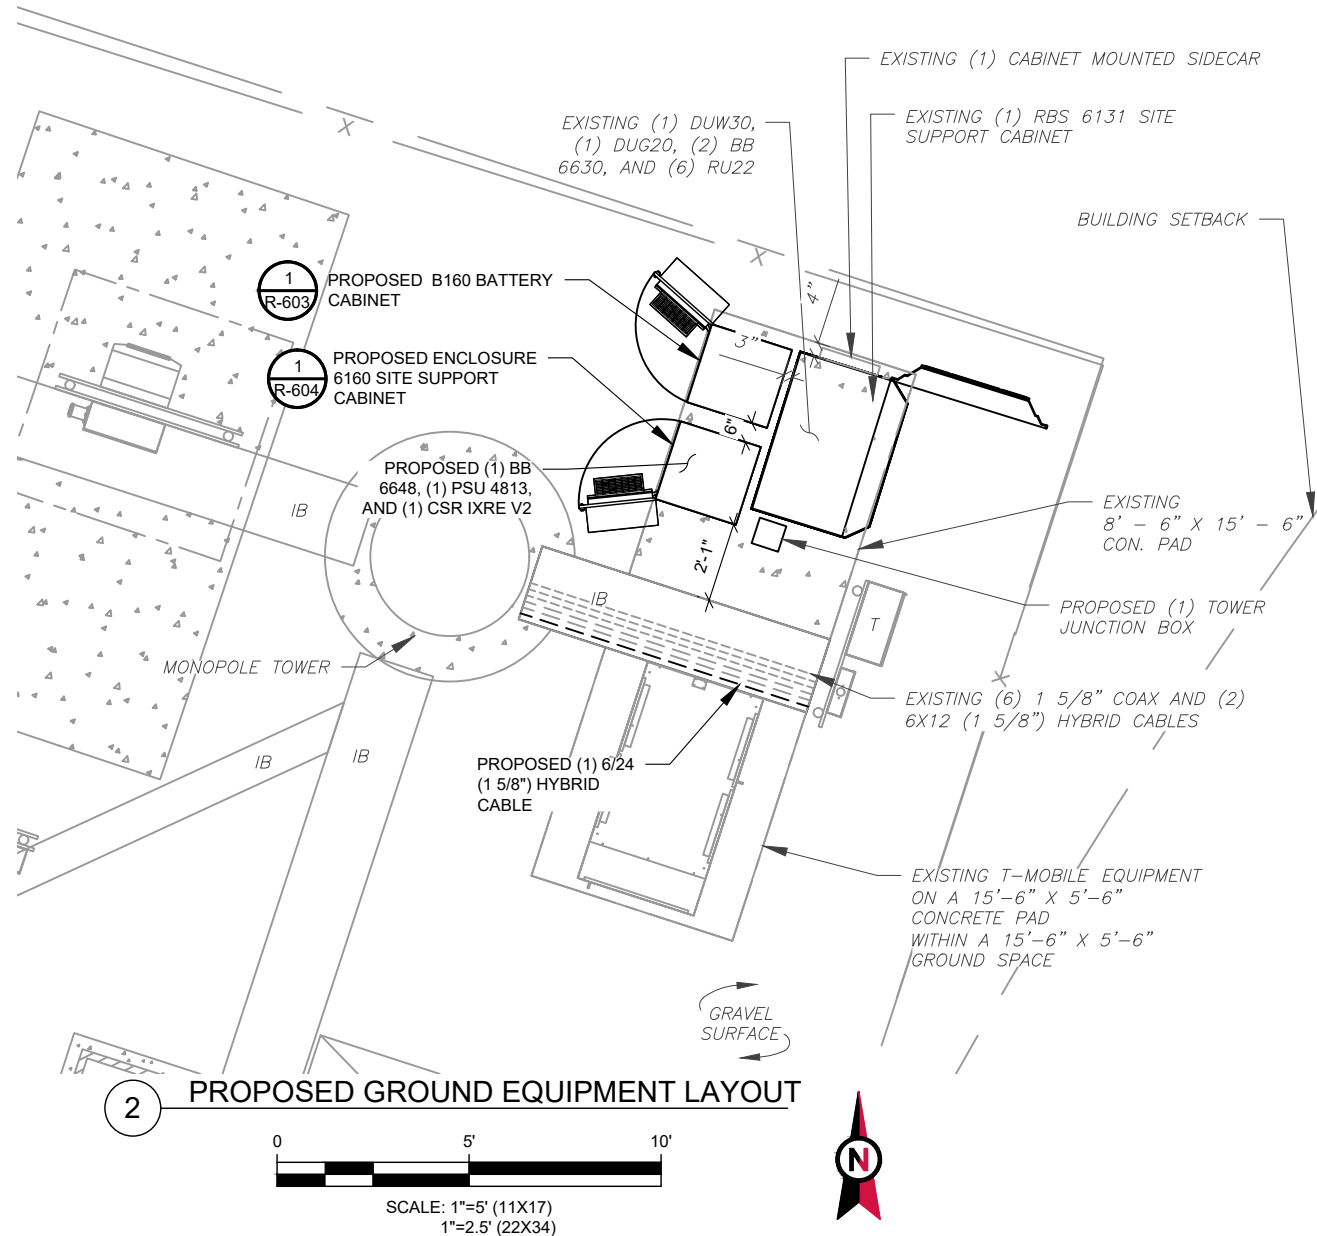 EXISTING (1) CABINET MOUNTED SIDECAR
EXISTING (1) RBS 6131 SITE
SUPPORT CABINET
EXISTING (1) DUW30,
(1) DUG20, (2) BB
6630, AND (6) RU22
X
BUILDING SETBACK
X
1
R-603
PROPOSED B160 BATTERY
CABINET
4"
3"
1
R-604
PROPOSED ENCLOSURE
6160 SITE SUPPORT
CABINET
6"
PROPOSED (1) BB
6648, (1) PSU 4813,
AND (1) CSR IXRE V2
IB
EXISTING
8' - 6" X 15' - 6"
CON. PAD
2'-1"
IB
PROPOSED (1) TOWER
JUNCTION BOX
T
MONOPOLE TOWER
X
EXISTING (6) 1 5/8" COAX AND (2)
6X12 (1 5/8") HYBRID CABLES
IB
IB
PROPOSED (1) 6/24
(1 5/8") HYBRID
CABLE
EXISTING T-MOBILE EQUIPMENT
ON A 15'-6" X 5'-6"
CONCRETE PAD
WITHIN A 15'-6" X 5'-6"
GROUND SPACE
GRAVEL
SURFACE
2
PROPOSED GROUND EQUIPMENT LAYOUT
0 5' 10'
SCALE: 1"=5' (11X17)
1"=2.5' (22X34)
N